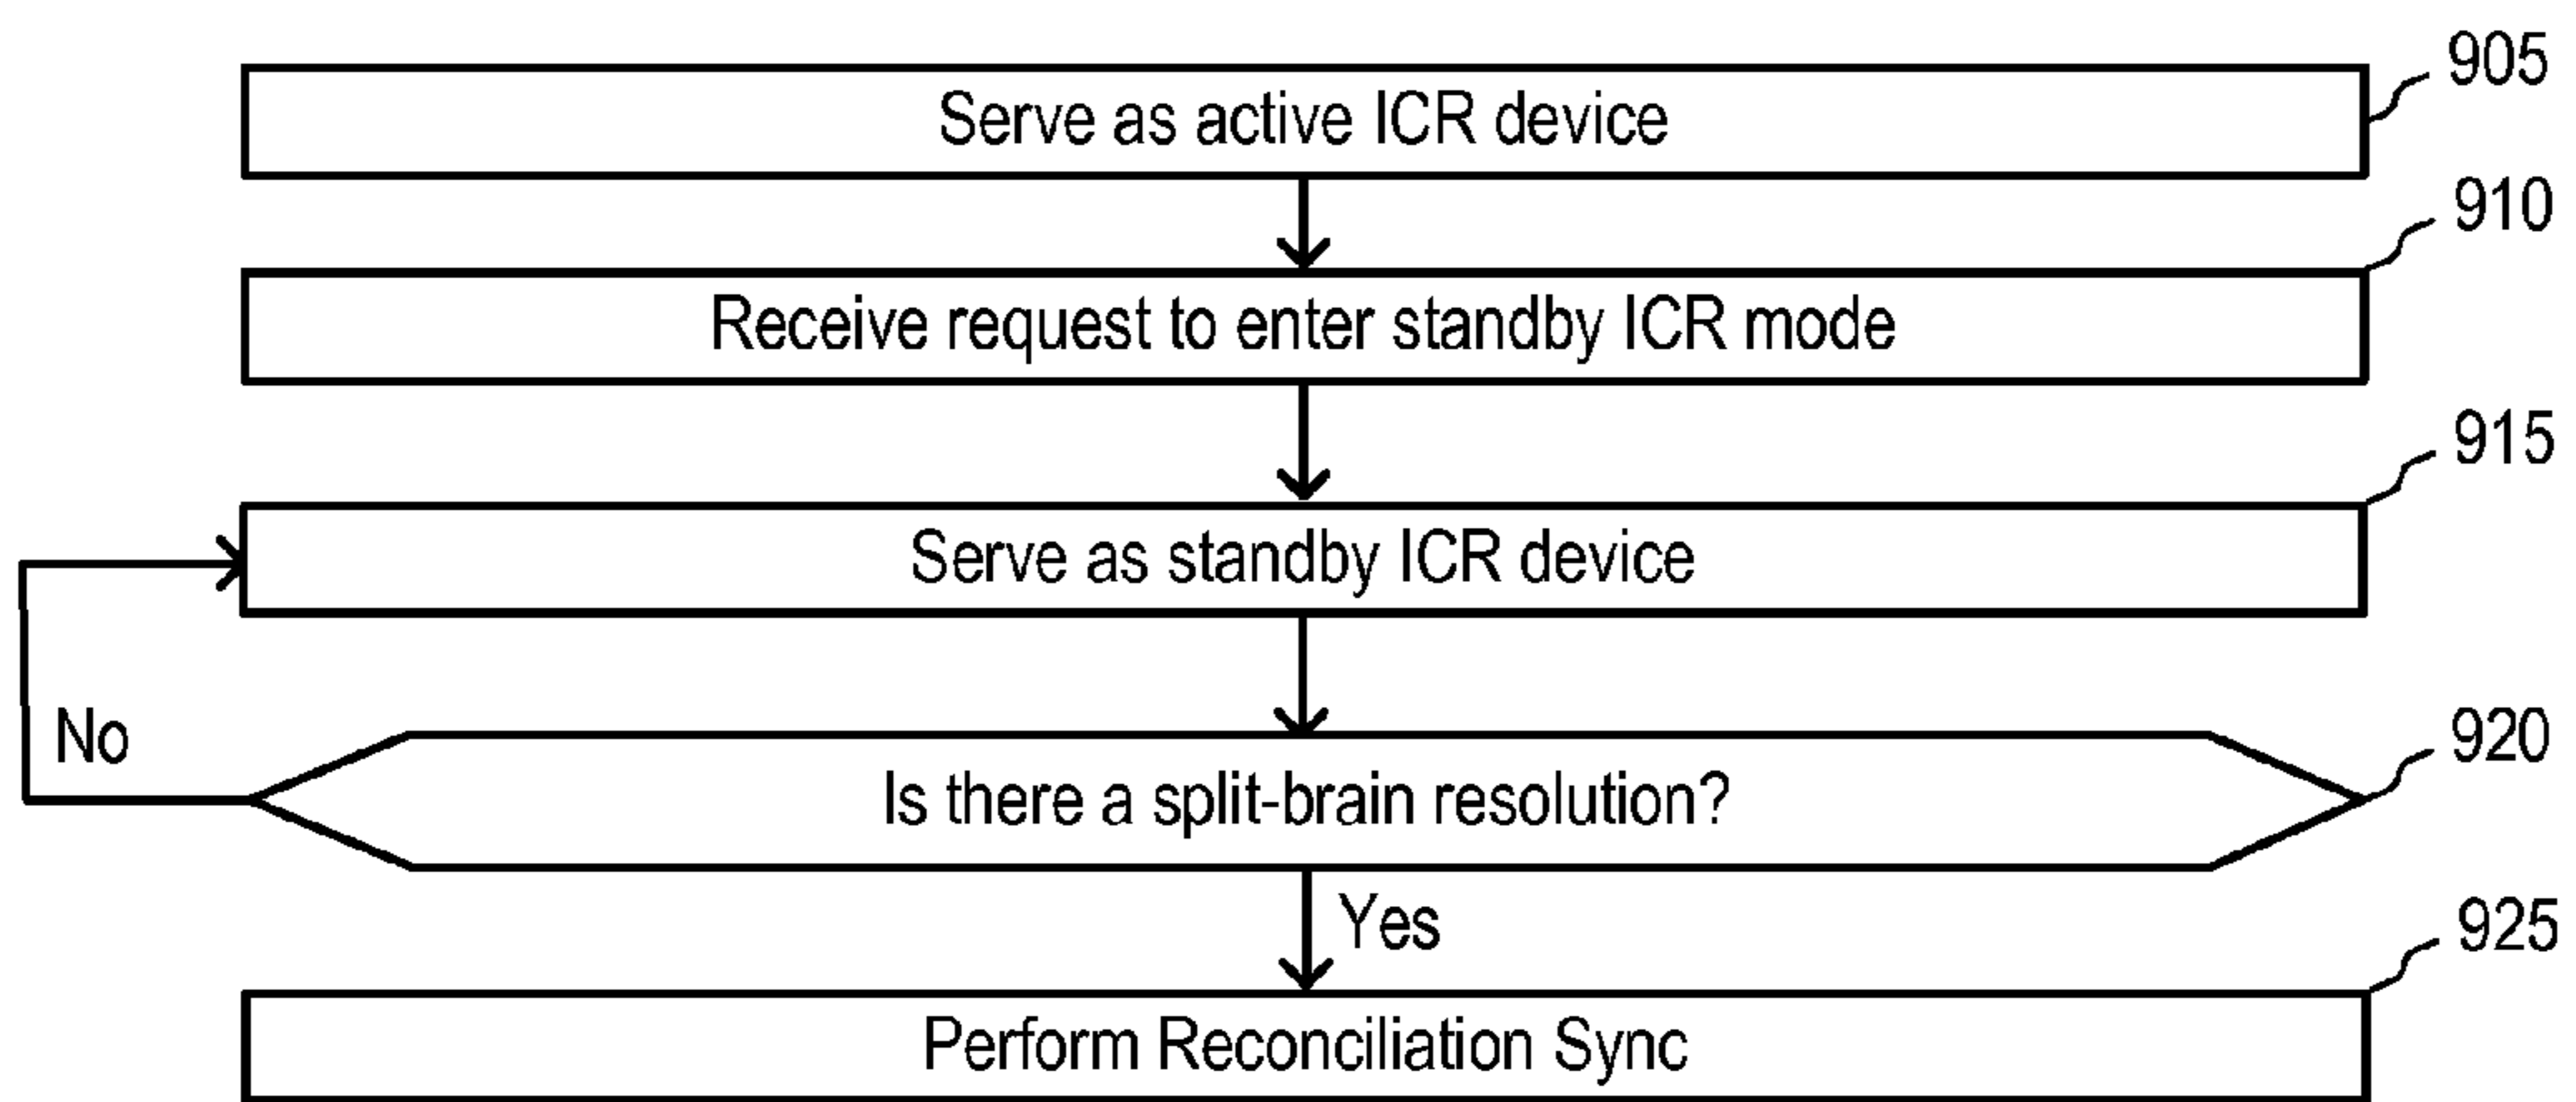 905
Serve as active ICR device
910
Receive request to enter standby ICR mode
915
Serve as standby ICR device
No
920
Is there a split-brain resolution?
Yes
925
Perform Reconciliation Sync